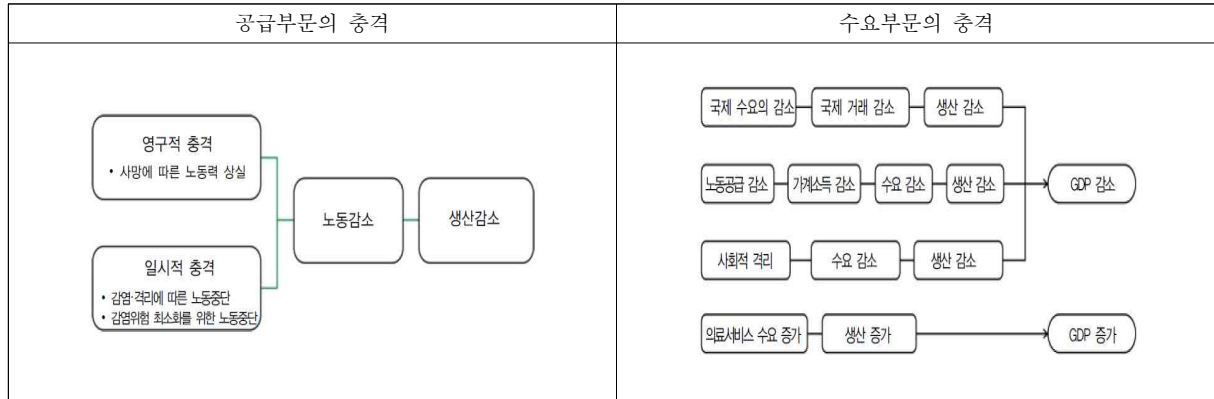 공급부문의 충격
수요부문의 충격
영구적 충격
• 사망에 따른 노동력 상실
일시적 충격
• 감염·격리에 따른 노동중단
• 감염위험 최소화를 위한 노동중단
노동감소
생산감소
국제 수요의 감소
국제 거래 감소
생산 감소
노동공급 감소
가계소득 감소
수요 감소
생산 감소
GDP 감소
사회적 격리
수요 감소
생산 감소
의료서비스 수요 증가
생산 증가
GDP 증가